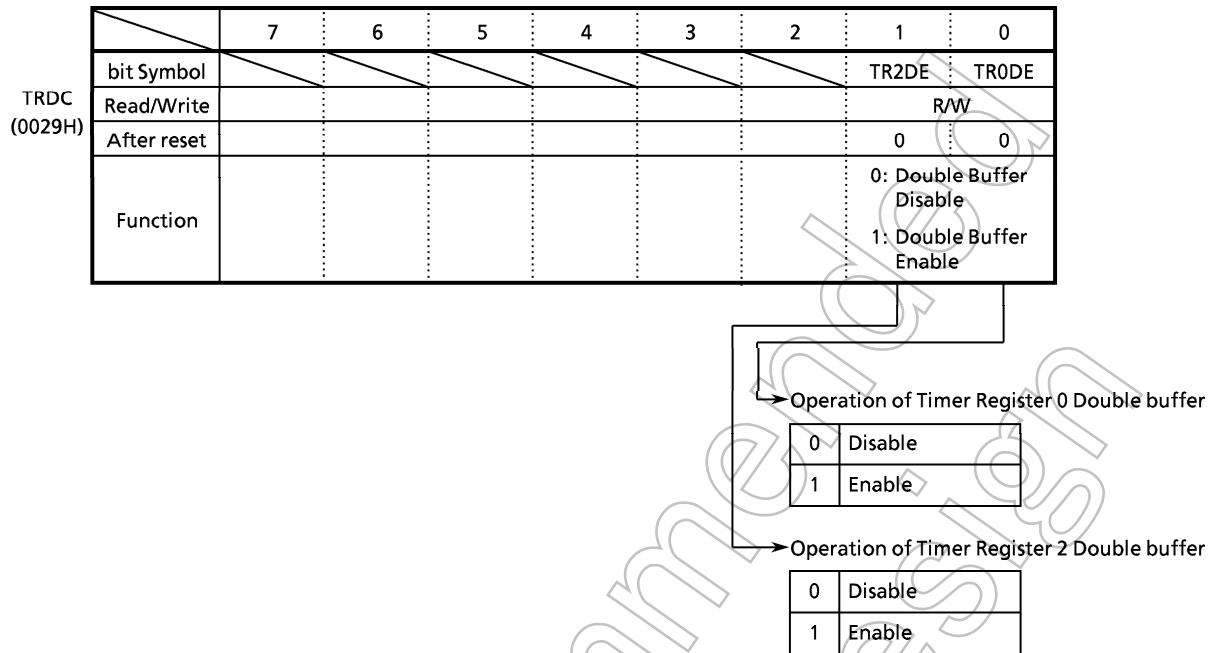 7 6 5 4 3 2 1 0
bit Symbol TR2DE TR0DE
TRDC
(0029H)
Read/Write R/W
After reset 0 0
Function
0: Double Buffer
Disable
1: Double Buffer
Enable
Operation of Timer Register 0 Double buffer
0 Disable
1 Enable
Operation of Timer Register 2 Double buffer
0 Disable
1 Enable
mmended
esign